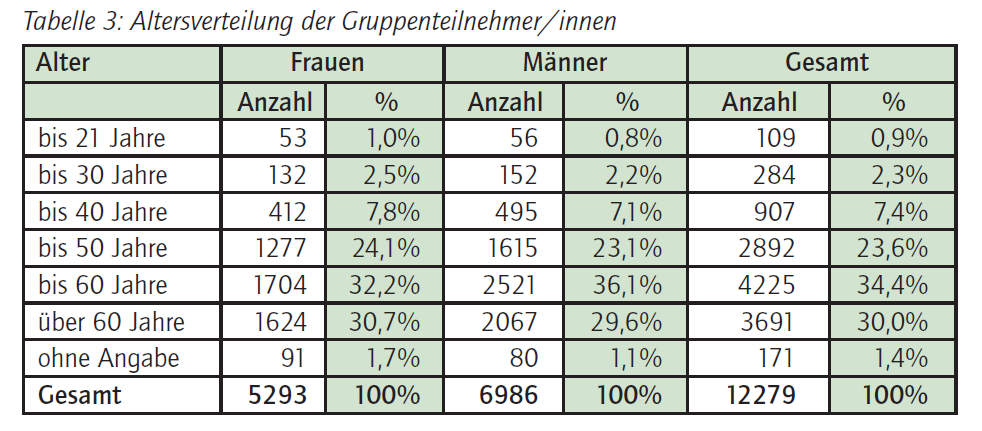 Tabelle 3: Altersverteilung der Gruppenteilnehmer/innen
Alter Frauen Männer Gesamt
Anzahl % Anzahl % Anzahl %
bis 21 Jahre 53 1,0% 56 0,8% 109 0,9%
bis 30 Jahre 132 2,5% 152 2,2% 284 2,3%
bis 40 Jahre 412 7,8% 495 7,1% 907 7,4%
bis 50 Jahre 1277 24,1% 1615 23,1% 2892 23,6%
bis 60 Jahre 1704 32,2% 2521 36,1% 4225 34,4%
über 60 Jahre 1624 30,7% 2067 29,6% 3691 30,0%
ohne Angabe 91 1,7% 80 1,1% 171 1,4%
Gesamt 5293 100% 6986 100% 12279 100%